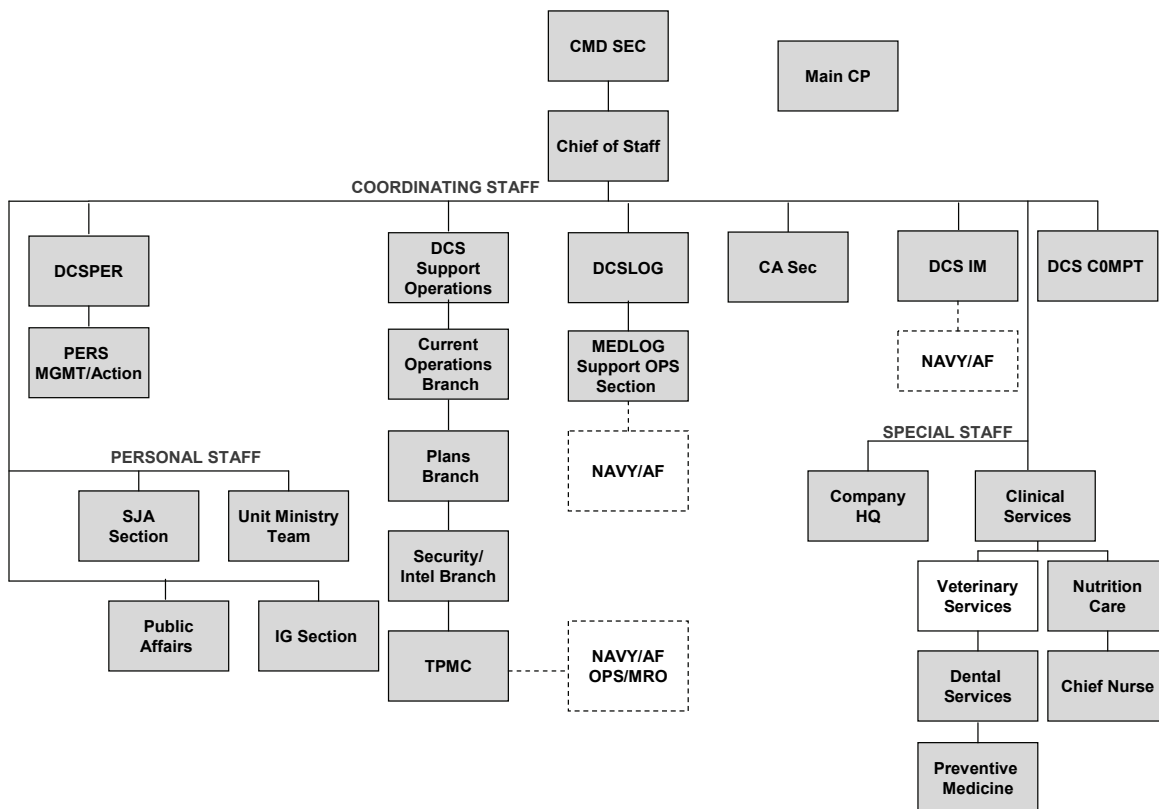 CMD SEC
Main CP
Chief of Staff
COORDINATING STAFF
DCSPER
DCS
Support
Operations
DCSLOG
CA Sec
DCS IM
DCS C0MPT
PERS
MGMT/Action
Current
Operations
Branch
MEDLOG
Support OPS
Section
NAVY/AF
PERSONAL STAFF
SPECIAL STAFF
SJA
Section
Unit Ministry
Team
Plans
Branch
NAVY/AF
Company
HQ
Clinical
Services
Public
Affairs
IG Section
Security/
Intel Branch
Veterinary
Services
Nutrition
Care
TPMC
NAVY/AF
OPS/MRO
Dental
Services
Chief Nurse
Preventive
Medicine